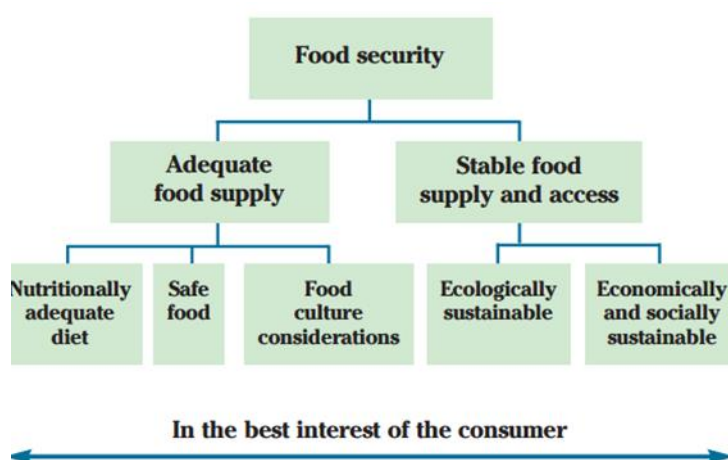 Food security
Adequate
food supply
Stable food
supply and access
Nutritionally
adequate
diet
Safe
food
Food
culture
considerations
Ecologically
sustainable
Economically
and socially
sustainable
In the best interest of the consumer